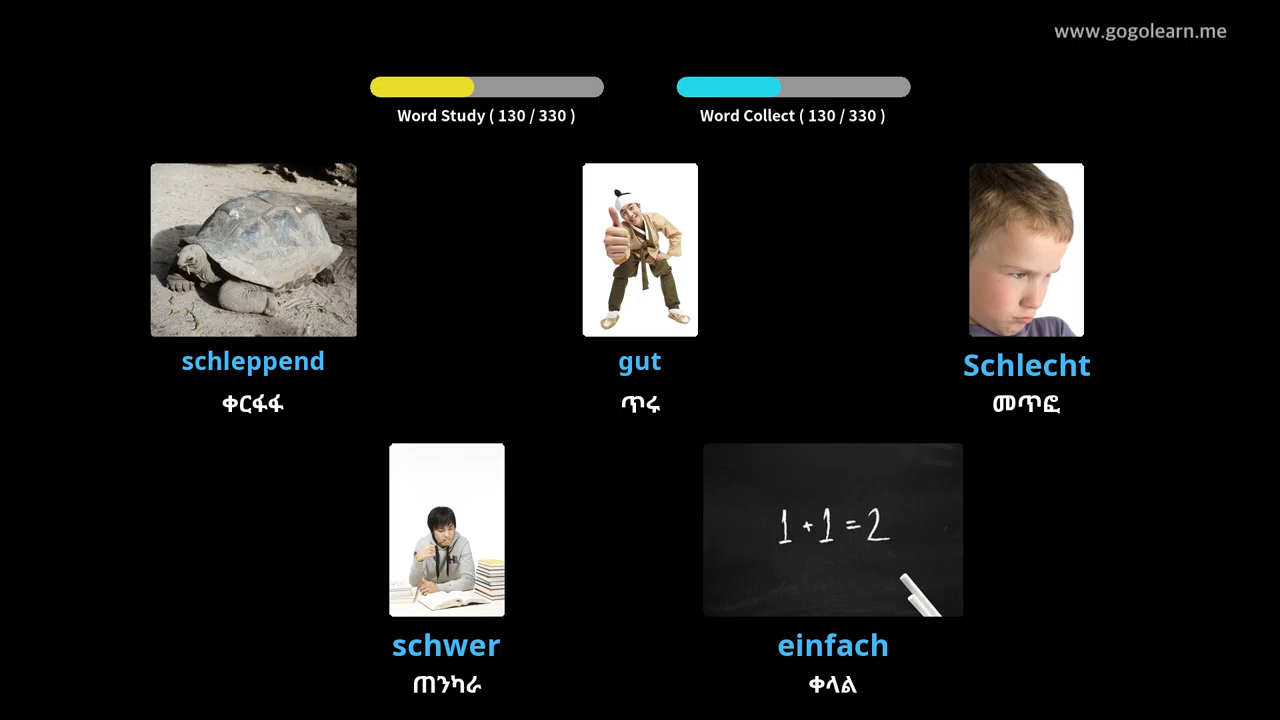 www.gogolearn.me
Word Study ( 130 / 330 )
Word Collect ( 130 / 330 )
schleppend
ቀርፋፋ
gut
ጥሩ
Schlecht
መጥፎ
1 + 1 = 2
schwer
ጠንካራ
einfach
ቀላል